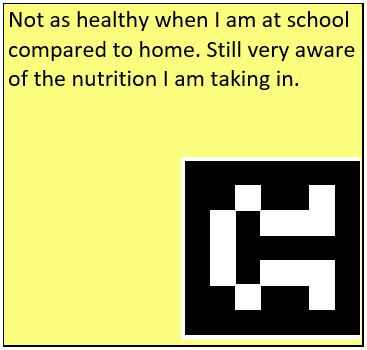 Not as healthy when I am at school
compared to home. Still very aware
of the nutrition I am taking in.